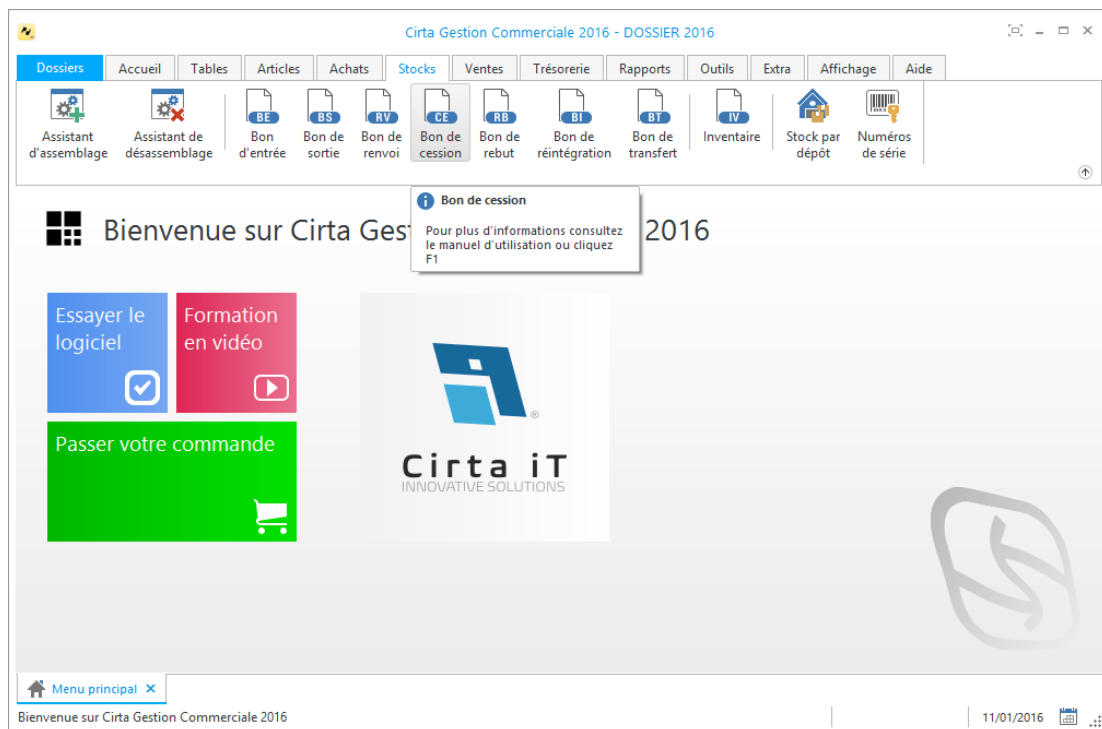 Cirta Gestion Commerciale 2016 - DOSSIER 2016
Dossiers Accueil Tables Articles Achats Stocks Ventes Trésorerie Rapports Outils Extra Affichage Aide
BE BS RV CE RB BI BT IV
Assistant Assistant de Bon Bon de Bon de Bon de Bon de Bon de Bon de Inventaire Stock par Numéros
d'assemblage désassemblage d'entrée sortie renvoi cession rebut réintégration transfert dépôt de série
Bon de cession
Pour plus d'informations consultez
le manuel d'utilisation ou cliquez
F1
Bienvenue sur Cirta Ges 2016
Essayer le
logiciel
Formation
en vidéo
Passer votre commande
Cirta iT
INNOVATIVE SOLUTIONS
Menu principal
Bienvenue sur Cirta Gestion Commerciale 2016
11/01/2016